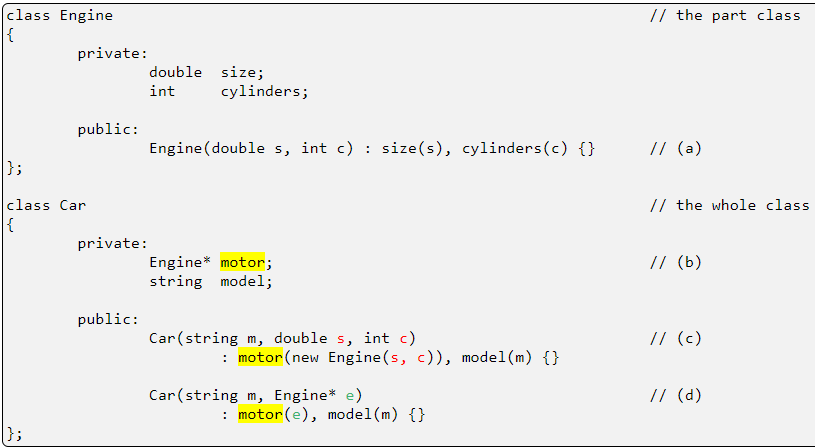 class Engine // the part class
{
private:
double size;
int cylinders;
public:
Engine(double s, int c) : size(s), cylinders(c) {} // (a)
};
class Car // the whole class
{
private:
Engine* motor; // (b)
string model;
public:
Car(string m, double s, int c) // (c)
: motor(new Engine(s, c)), model(m) {}
Car(string m, Engine* e) // (d)
: motor(e), model(m) {}
};